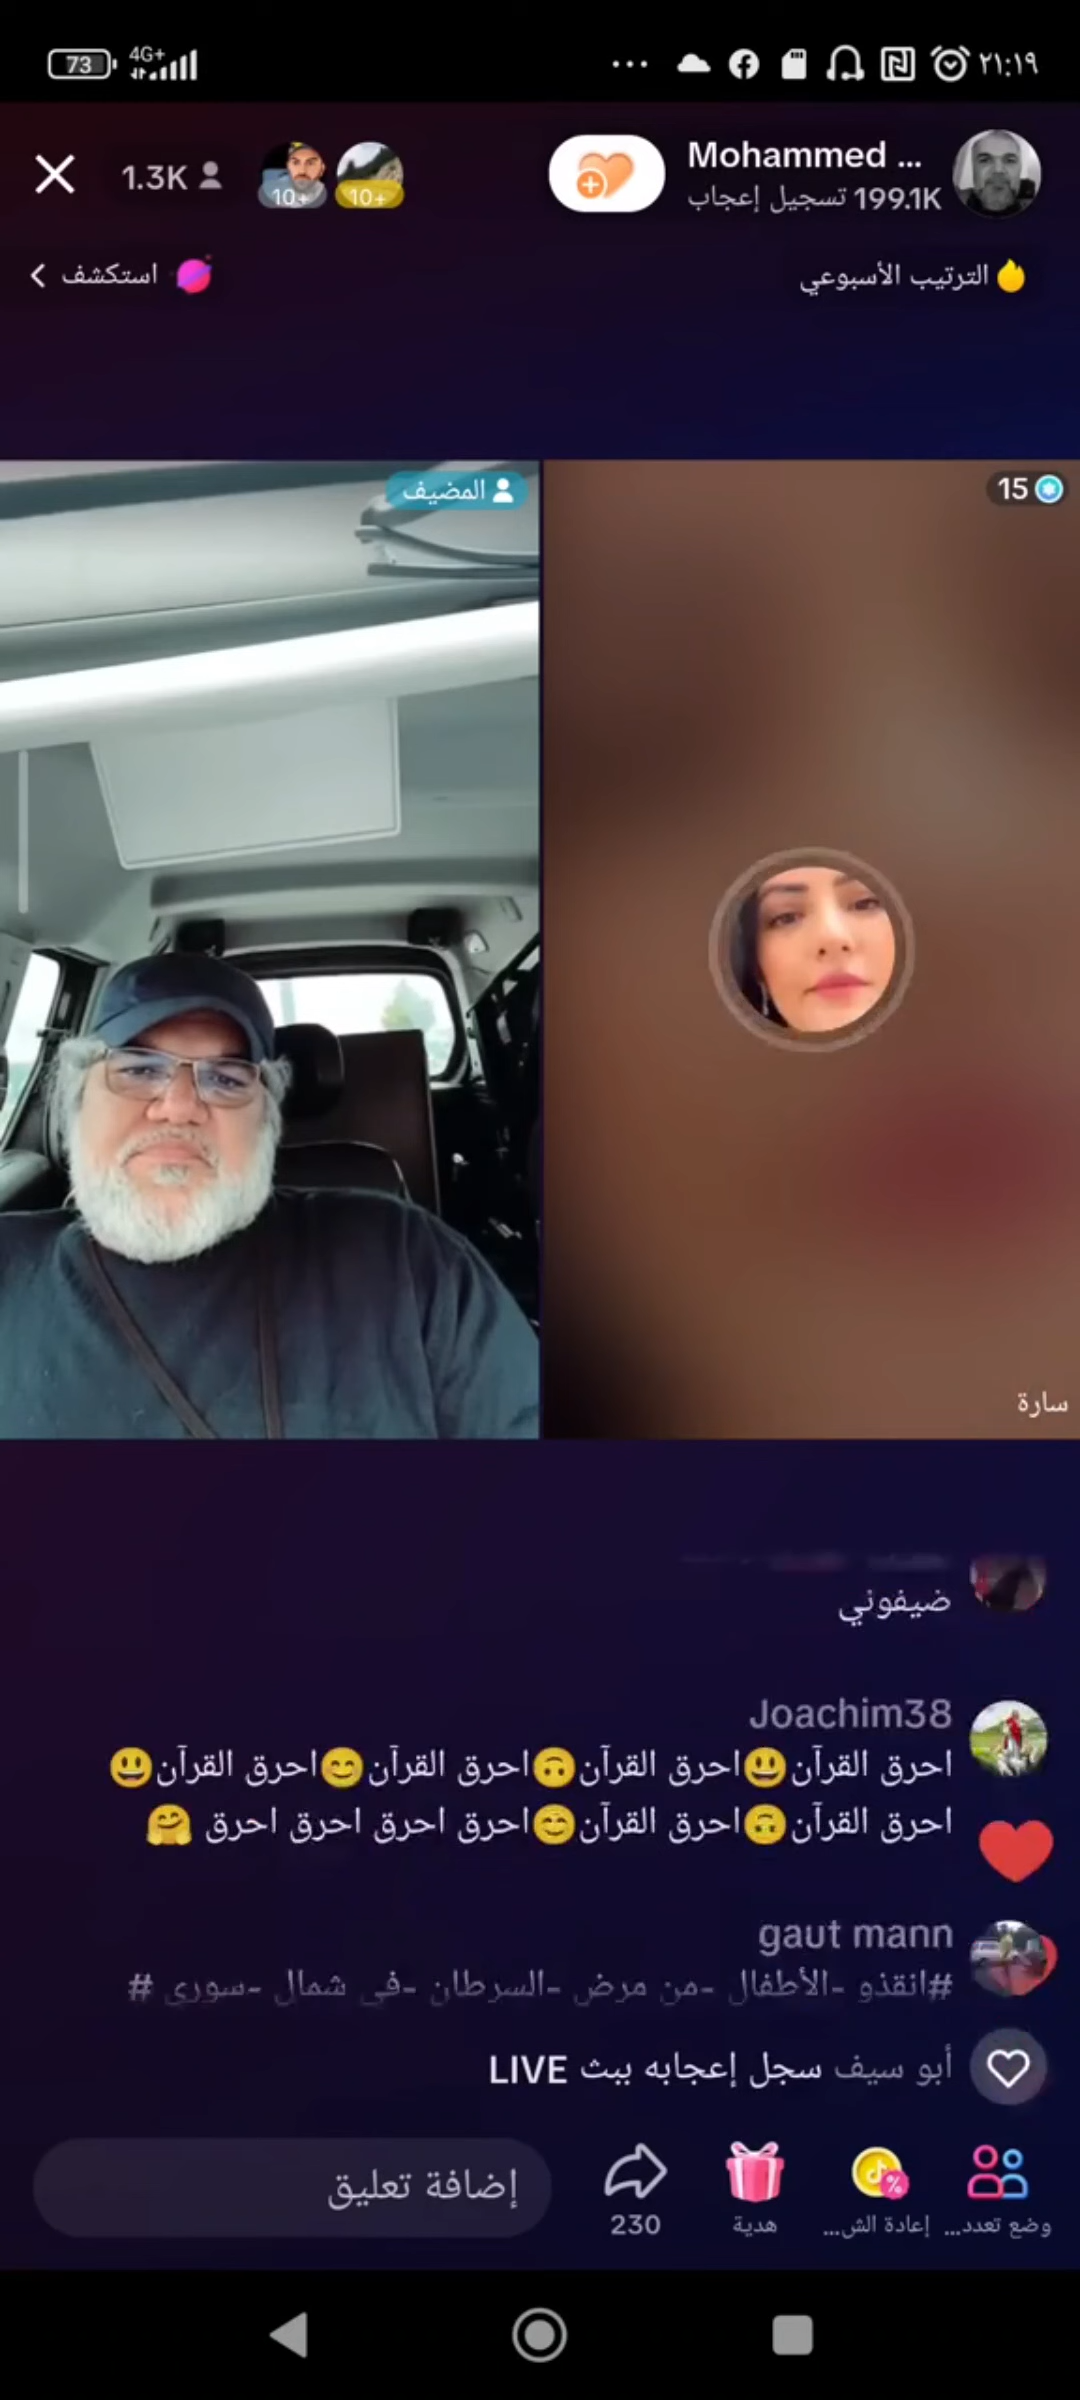 73 4G+ ٢١:١٩
Mohammed ...
199.1K تسجيل إعجاب
10+ 10+ 1.3K
الترتيب الأسبوعي
استكشف
15
المضيف
سارة
ضيفوني
Joachim38
احرق القرآن😃احرق القرآن🙃احرق القرآن😊احرق القرآن😃
احرق القرآن🙃احرق القرآن😊احرق احرق احرق احرق 🤗
gaut mann
#انقذو -الأطفال -من مرض -السرطان -في شمال -سوري #
أبو سيف سجل إعجابه ببث LIVE
إضافة تعليق
230
هدية
إعادة الش...
وضع تعدد...